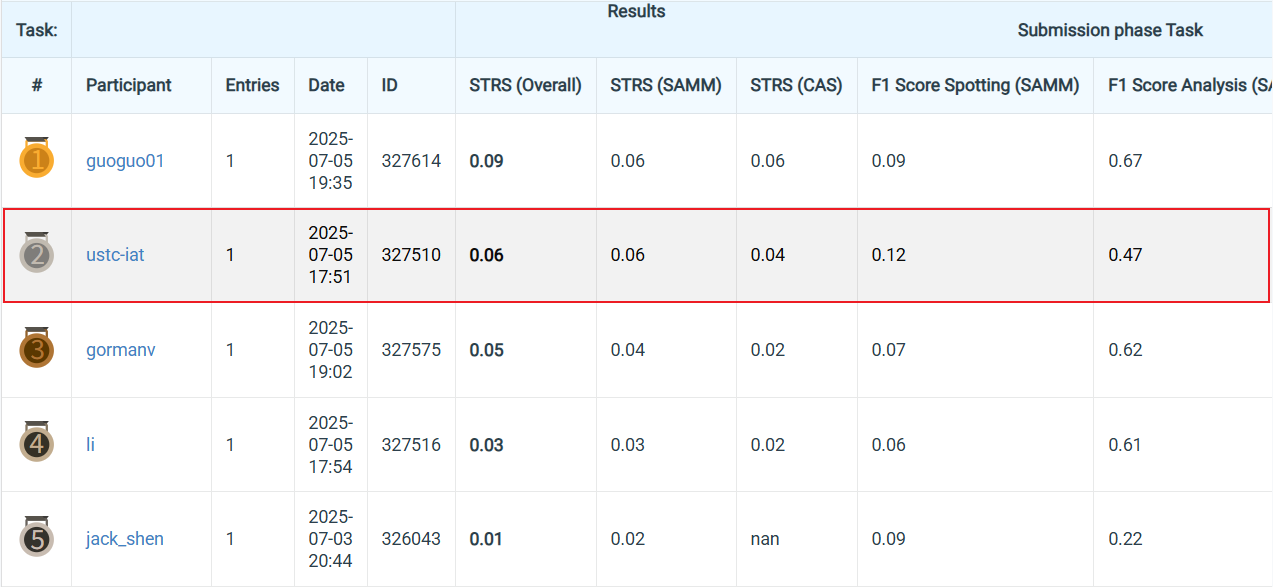 Results
Task:
Submission phase Task
# Participant Entries Date ID STRS (Overall) STRS (SAMM) STRS (CAS) F1 Score Spotting (SAMM) F1 Score Analysis (SA
1 guoguo01 1 2025-07-05 19:35 327614 0.09 0.06 0.06 0.09 0.67
2 ustc-iat 1 2025-07-05 17:51 327510 0.06 0.06 0.04 0.12 0.47
3 gormanv 1 2025-07-05 19:02 327575 0.05 0.04 0.02 0.07 0.62
4 li 1 2025-07-05 17:54 327516 0.03 0.03 0.02 0.06 0.61
5 jack_shen 1 2025-07-03 20:44 326043 0.01 0.02 nan 0.09 0.22